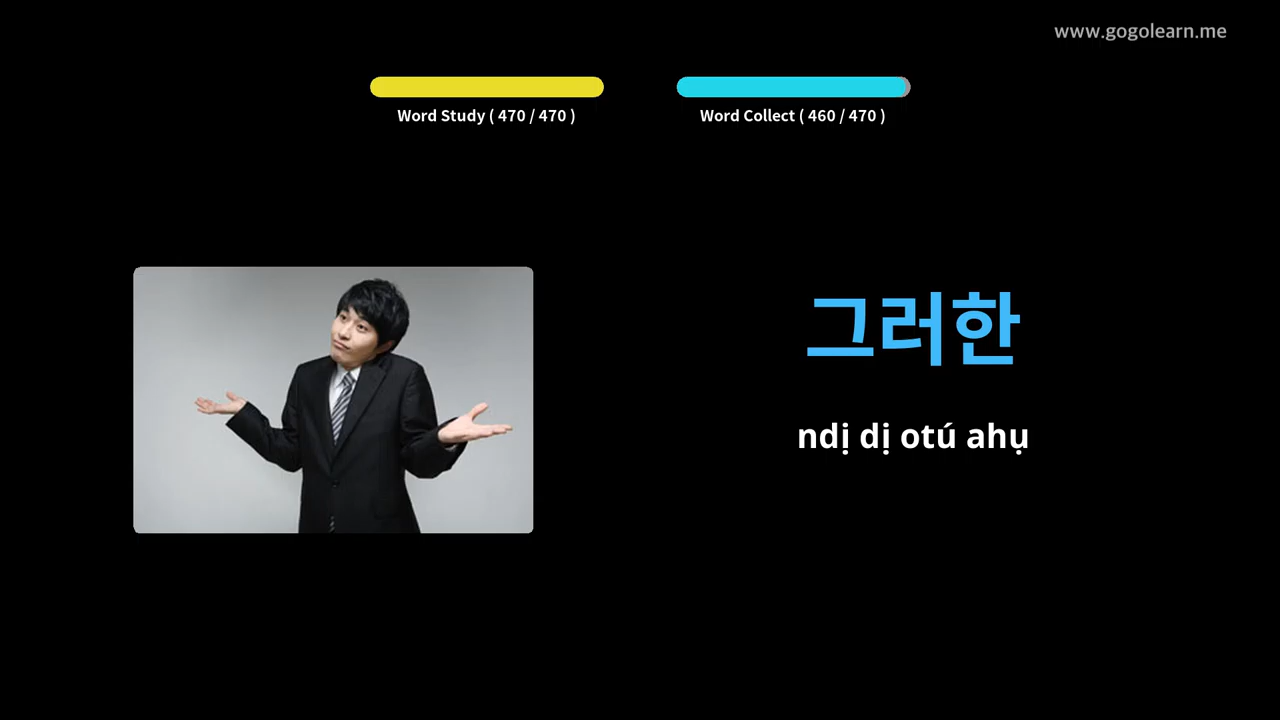 www.gogolearn.me
Word Study ( 470 / 470 )
Word Collect ( 460 / 470 )
그러한
ndị dị otú ahụ